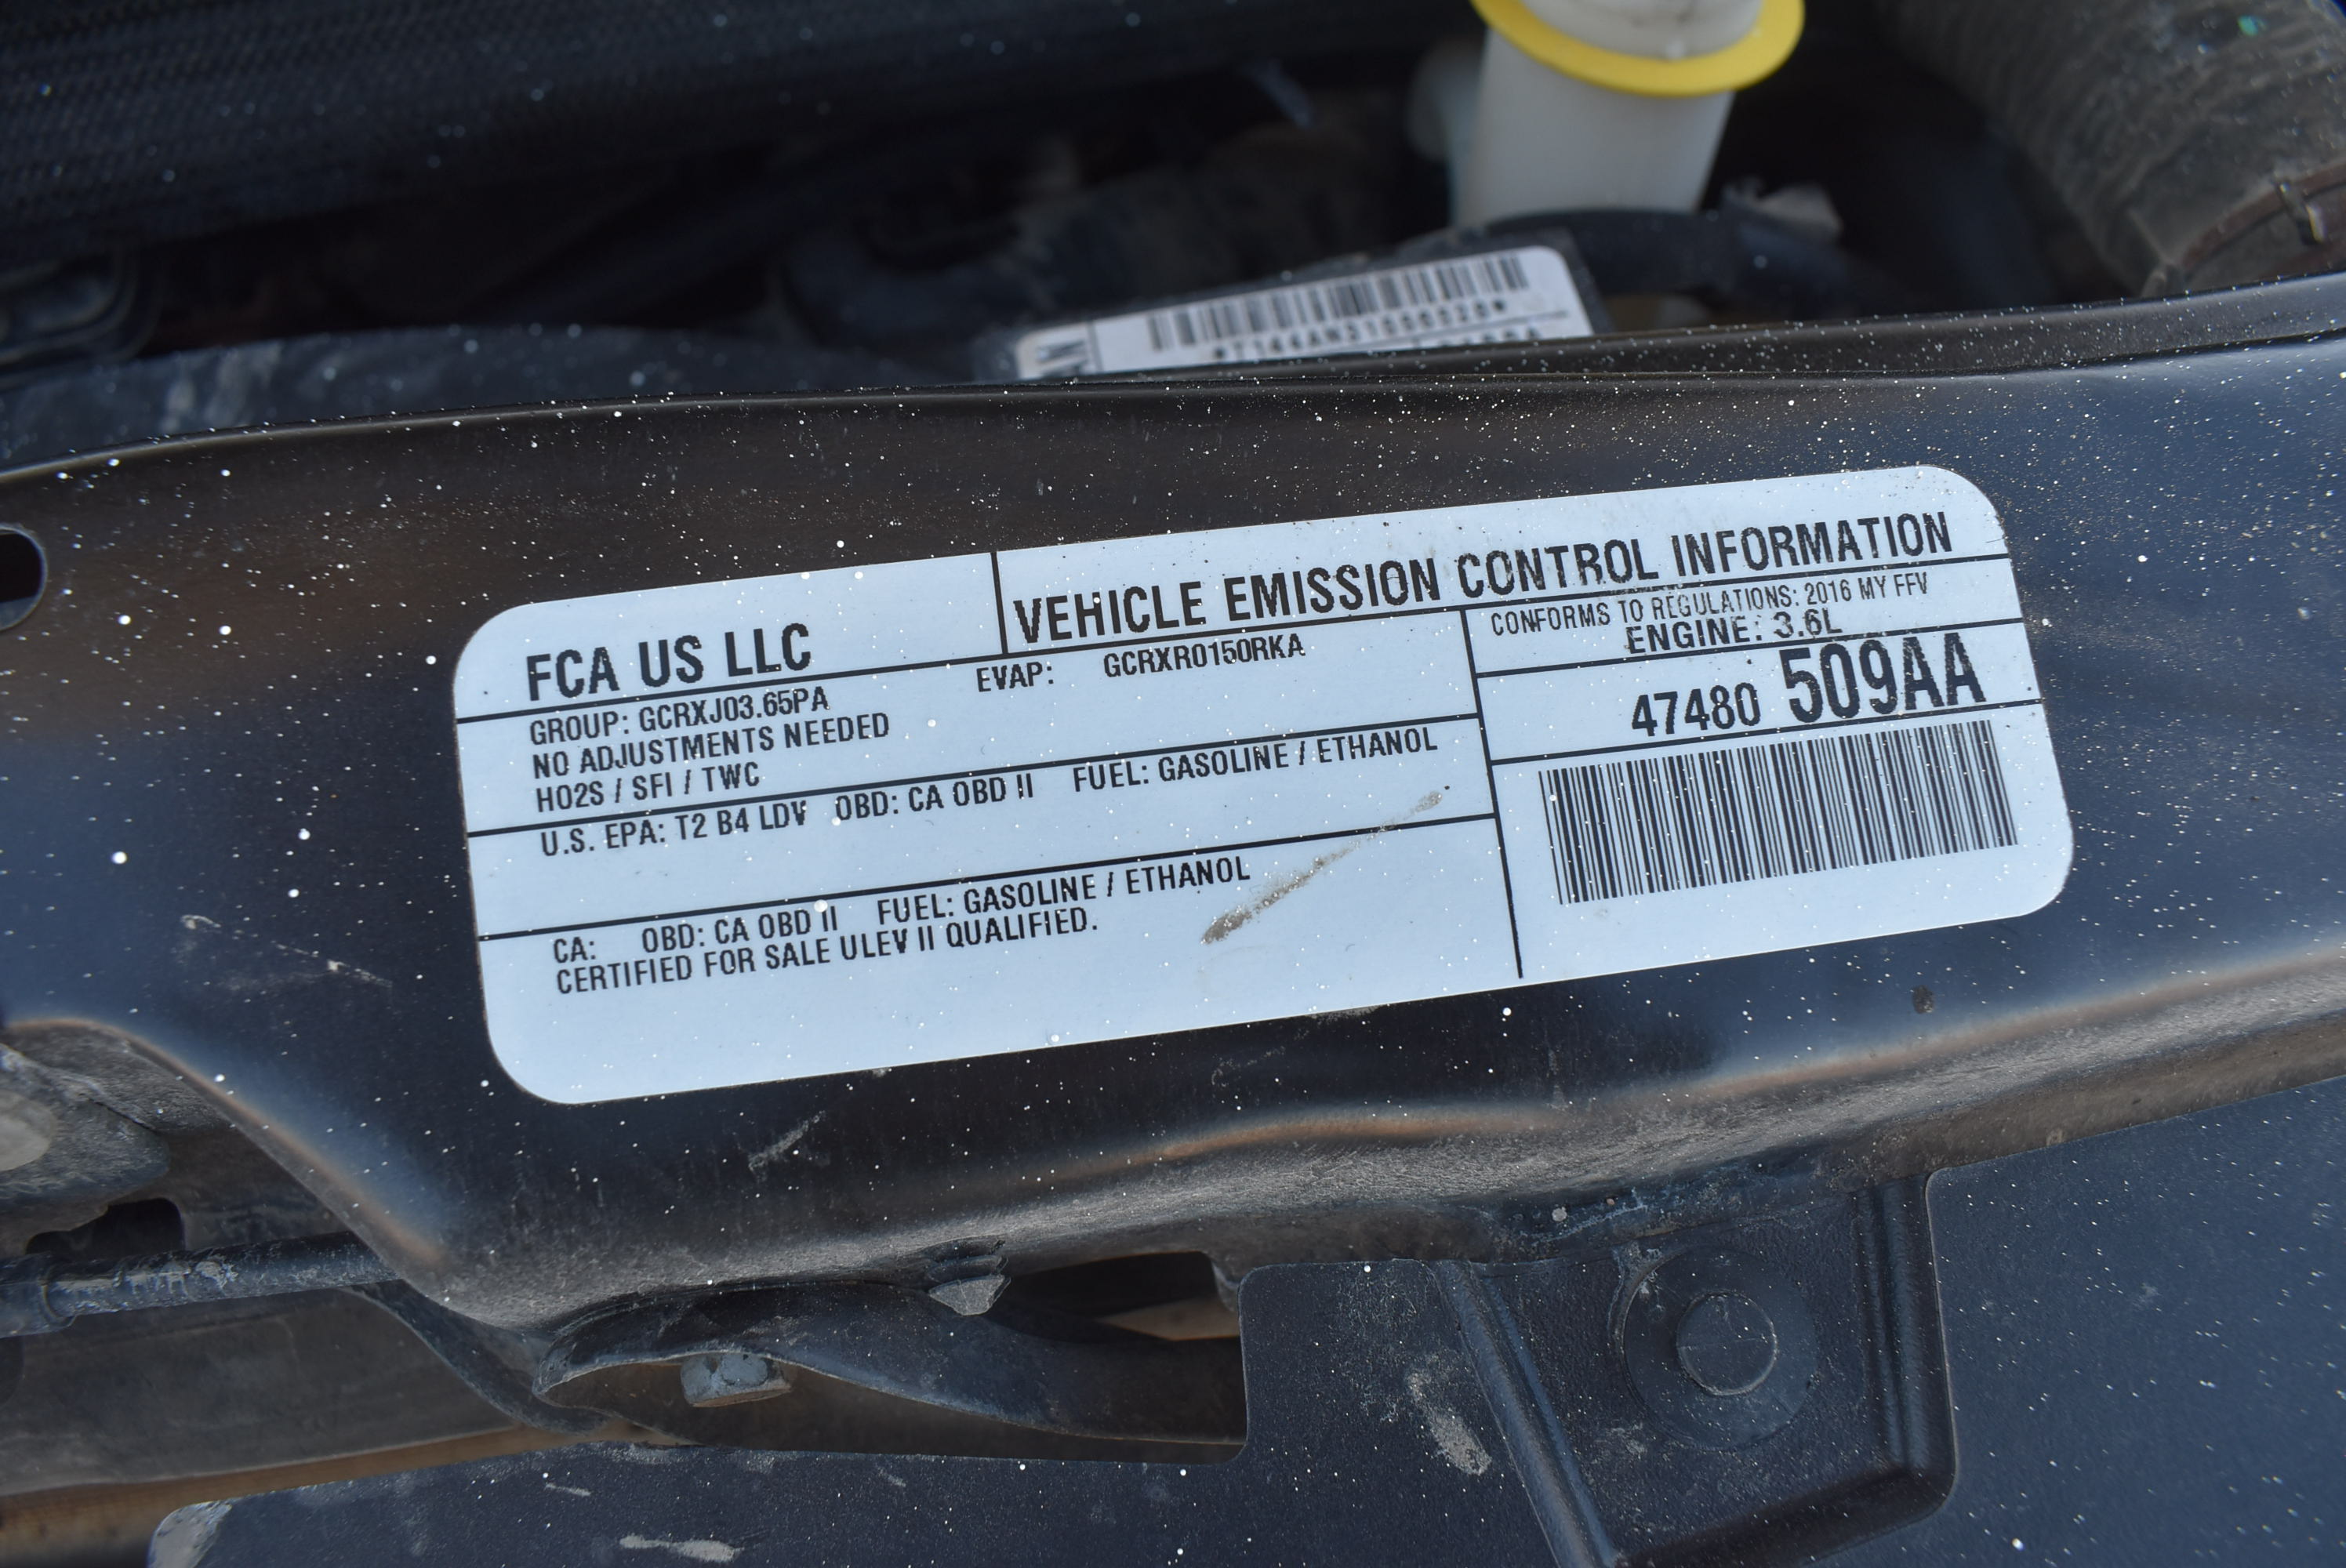 FCA US LLC
VEHICLE EMISSION CONTROL INFORMATION
GROUP: GCRXJ03.65PA EVAP: GCRXR0150RKA
NO ADJUSTMENTS NEEDED
HO2S / SFI / TWC
CONFORMS TO REGULATIONS: 2016 MY FFV
ENGINE: 3.6L
47480 509AA
U.S. EPA: T2 B4 LDV OBD: CA OBD II FUEL: GASOLINE / ETHANOL
CA: OBD: CA OBD II FUEL: GASOLINE / ETHANOL
CERTIFIED FOR SALE ULEV II QUALIFIED.